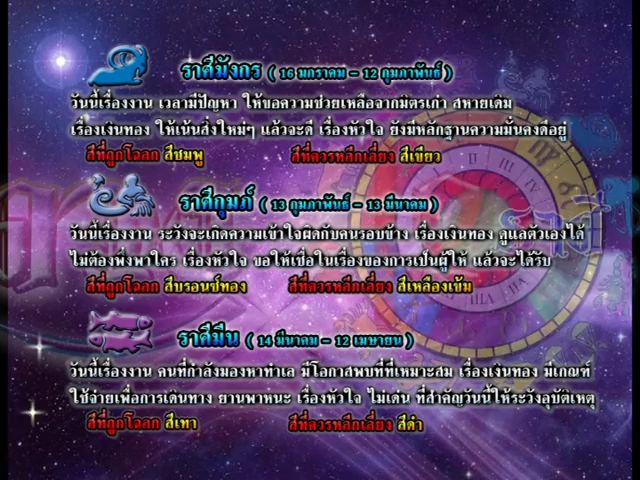 ราศีมังกร ( 16 มกราคม – 12 กุมภาพันธ์ )
วันนี้เรื่องงาน เวลามีปัญหา ให้ขอความช่วยเหลือจากมิตรเก่า สหายเดิม
เรื่องเงินทอง ให้เน้นสิ่งใหม่ๆ แล้วจะดี เรื่องหัวใจ ยังมีหลักฐานความมั่นคงดีอยู่
สีที่ถูกโฉลก สีชมพู สีที่ควรหลีกเลี่ยง สีเขียว
ราศีกุมภ์ ( 13 กุมภาพันธ์ – 13 มีนาคม )
วันนี้เรื่องงาน ระวังจะเกิดความเข้าใจผิดกับคนรอบข้าง เรื่องเงินทอง ดูแลตัวเองได้
ไม่ต้องพึ่งพาใคร เรื่องหัวใจ ขอให้เชื่อในเรื่องของการเป็นผู้ให้ แล้วจะได้รับ
สีที่ถูกโฉลก สีบรอนซ์ทอง สีที่ควรหลีกเลี่ยง สีเหลืองเข้ม
ราศีมีน ( 14 มีนาคม – 12 เมษายน )
วันนี้เรื่องงาน คนที่กำลังมองหาทำเล มีโอกาสพบที่ที่เหมาะสม เรื่องเงินทอง มีเกณฑ์
ใช้จ่ายเพื่อการเดินทาง ยานพาหนะ เรื่องหัวใจ ไม่เด่น ที่สำคัญวันนี้ให้ระวังอุบัติเหตุ
สีที่ถูกโฉลก สีเทา สีที่ควรหลีกเลี่ยง สีดำ